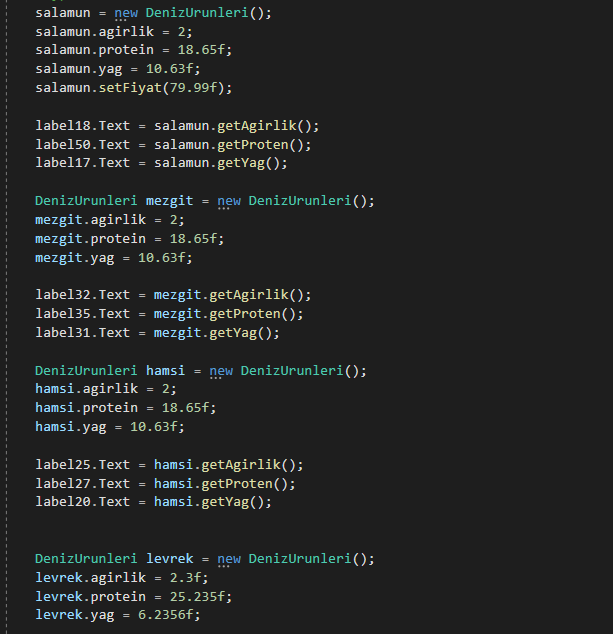 salamun = new DenizUrunleri();
salamun.agirlik = 2;
salamun.protein = 18.65f;
salamun.yag = 10.63f;
salamun.setFiyat(79.99f);
label18.Text = salamun.getAgirlik();
label50.Text = salamun.getProten();
label17.Text = salamun.getYag();
DenizUrunleri mezgit = new DenizUrunleri();
mezgit.agirlik = 2;
mezgit.protein = 18.65f;
mezgit.yag = 10.63f;
label32.Text = mezgit.getAgirlik();
label35.Text = mezgit.getProten();
label31.Text = mezgit.getYag();
DenizUrunleri hamsi = new DenizUrunleri();
hamsi.agirlik = 2;
hamsi.protein = 18.65f;
hamsi.yag = 10.63f;
label25.Text = hamsi.getAgirlik();
label27.Text = hamsi.getProten();
label20.Text = hamsi.getYag();
DenizUrunleri levrek = new DenizUrunleri();
levrek.agirlik = 2.3f;
levrek.protein = 25.235f;
levrek.yag = 6.2356f;